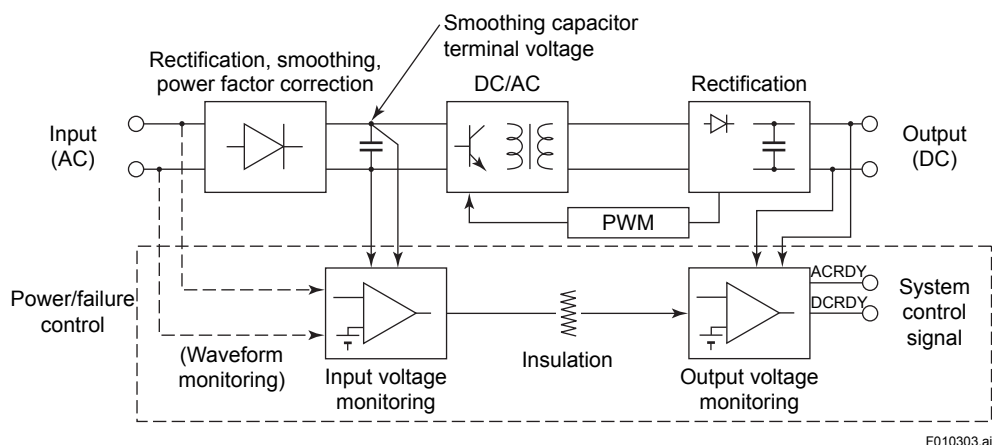 Smoothing capacitor
terminal voltage
Rectification, smoothing,
power factor correction
DC/AC
Rectification
Input
(AC)
Output
(DC)
PWM
Power/failure
control
ACRDY
DCRDY
System
control
signal
(Waveform
monitoring)
Input voltage
monitoring
Insulation
Output voltage
monitoring
F010303.ai